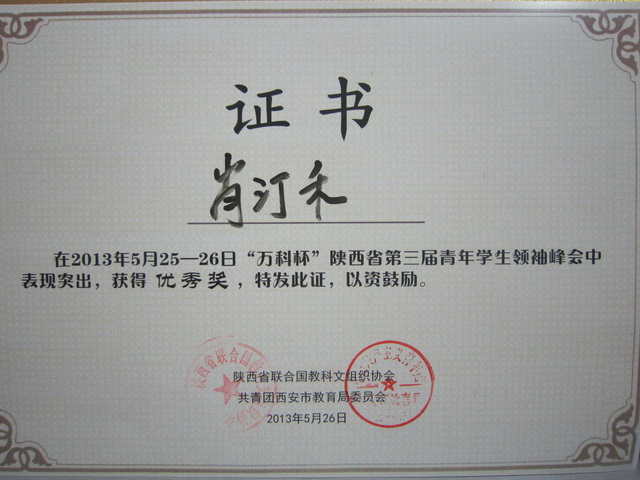 证书
肖汀禾
在2013年5月25—26日“万科杯”陕西省第三届青年学生领袖峰会中
表现突出，获得 优秀奖 ，特发此证，以资鼓励。
陕西省联合国教科文组织协会
共青团西安市教育局委员会
2013年5月26日